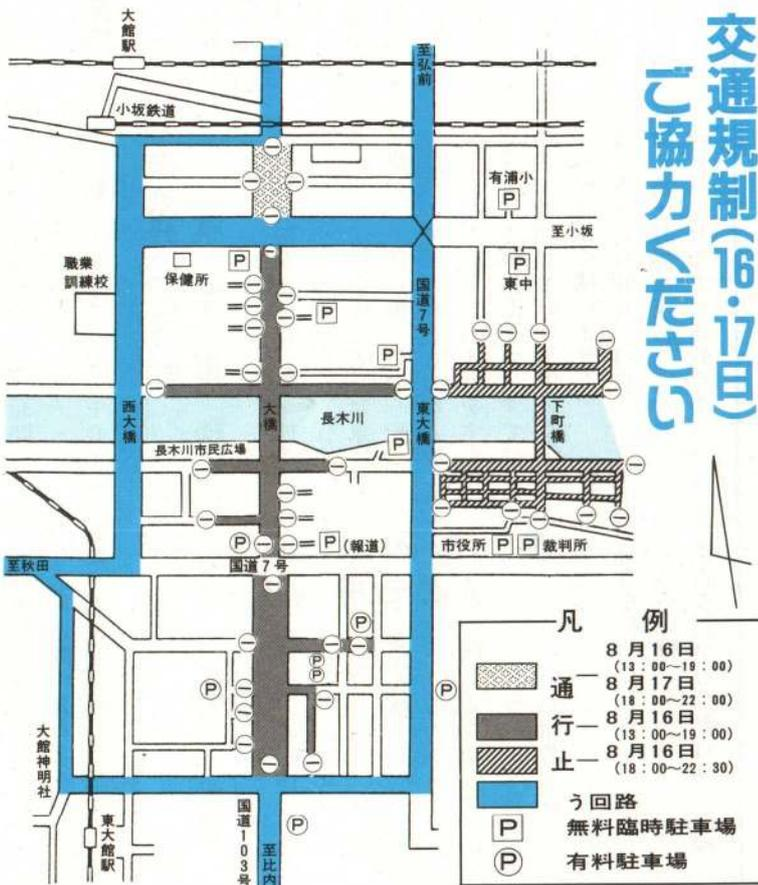 交通規制(16・17日)
ご協力ください
大館駅
小坂鉄道
至弘前
有浦小
P
至小坂
P
東中
職業
訓練校
保健所
P
国道7号
P
P
西大橋
大橋
長木川
東大橋
下町橋
長木川市民広場
P
P
P(報道)
市役所 P P 裁判所
至秋田
国道7号
P
P
P
P
P
大館神明社
東大館駅
国道103号
至比内
P
凡例
通行止
8月16日
(13:00~19:00)
8月17日
(18:00~22:00)
8月16日
(13:00~19:00)
8月16日
(18:00~22:30)
う回路
P 無料臨時駐車場
P 有料駐車場